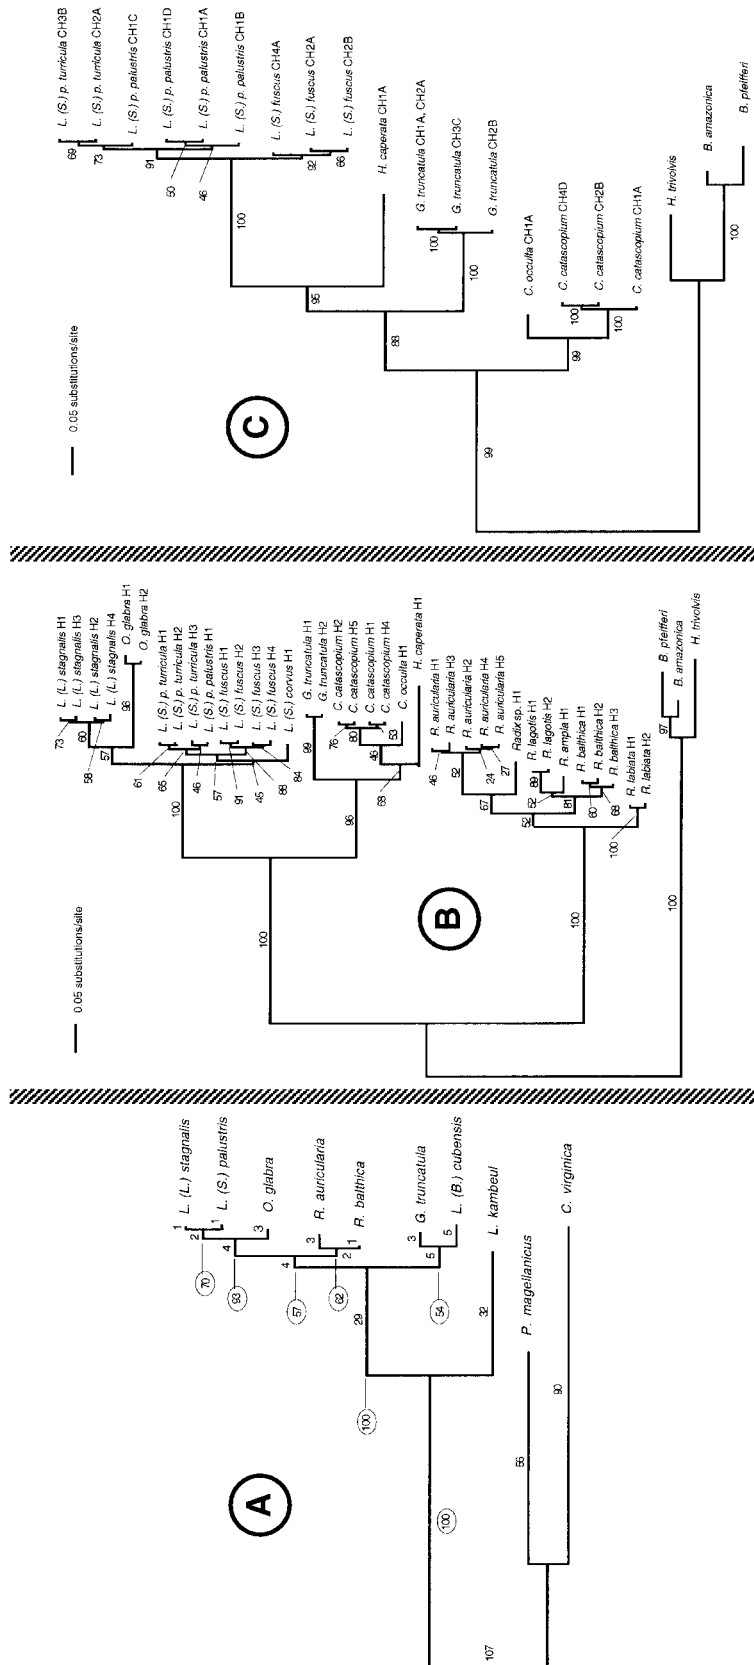 A
L. (L.) stagnalis
L. (S.) palustris
O. glabra
R. auricularia
R. balthica
G. truncatula
L. (B.) cubensis
L. kambeul
P. magellanicus
C. virginica
1
1
2
3
4
3
1
2
4
3
5
5
29
32
56
90
107
70
93
57
62
54
100
100
B
0.05 substitutions/site
L. (L.) stagnalis H1
L. (L.) stagnalis H3
L. (L.) stagnalis H2
L. (L.) stagnalis H4
O. glabra H1
O. glabra H2
L. (S.) p. turricula H1
L. (S.) p. turricula H2
L. (S.) p. turricula H3
L. (S.) p. palustris H1
L. (S.) fuscus H1
L. (S.) fuscus H2
L. (S.) fuscus H3
L. (S.) fuscus H4
L. (S.) corvus H1
G. truncatula H1
G. truncatula H2
C. catascopium H2
C. catascopium H5
C. catascopium H1
C. catascopium H4
C. occulta H1
H. caperata H1
R. auricularia H1
R. auricularia H3
R. auricularia H2
R. auricularia H4
R. auricularia H5
Radix sp. H1
R. lagotis H1
R. lagotis H2
R. ampla H1
R. balthica H1
R. balthica H2
R. balthica H3
R. labiata H1
R. labiata H2
B. pfeifferi
B. amazonica
H. trivolvis
73
60
58
57
96
61
65
46
57
91
45
88
84
100
99
76
80
46
53
68
96
100
46
52
24
27
67
89
52
81
60
68
52
100
100
97
100
C
0.05 substitutions/site
L. (S.) p. turricula CH3B
L. (S.) p. turricula CH2A
L. (S.) p. palustris CH1C
L. (S.) p. palustris CH1D
L. (S.) p. palustris CH1A
L. (S.) p. palustris CH1B
L. (S.) fuscus CH4A
L. (S.) fuscus CH2A
L. (S.) fuscus CH2B
H. caperata CH1A
G. truncatula CH1A, CH2A
G. truncatula CH3C
G. truncatula CH2B
C. occulta CH1A
C. catascopium CH4D
C. catascopium CH2B
C. catascopium CH1A
H. trivolvis
B. amazonica
B. pfeifferi
69
73
91
50
46
92
66
100
95
100
100
88
100
100
99
99
100